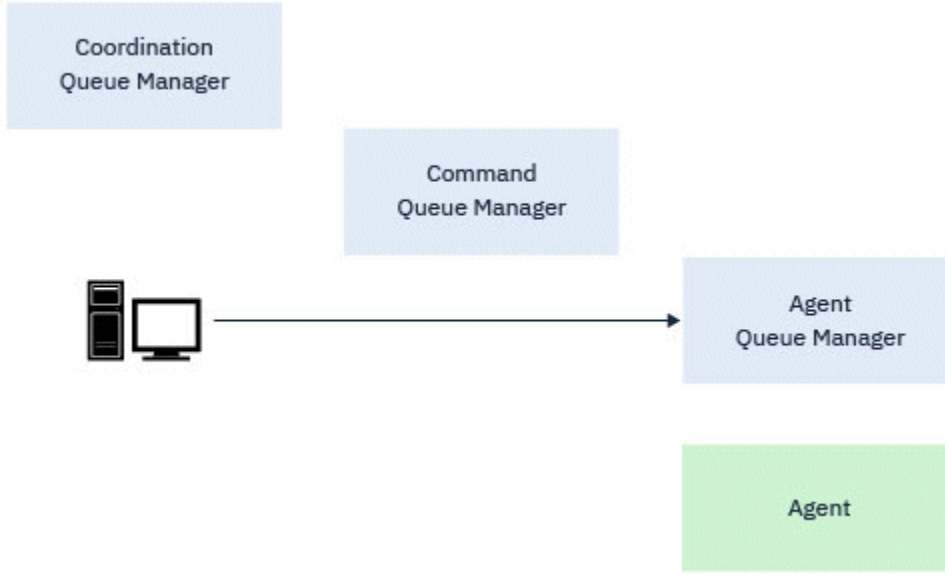 Coordination
Queue Manager
Command
Queue Manager
Agent
Queue Manager
Agent